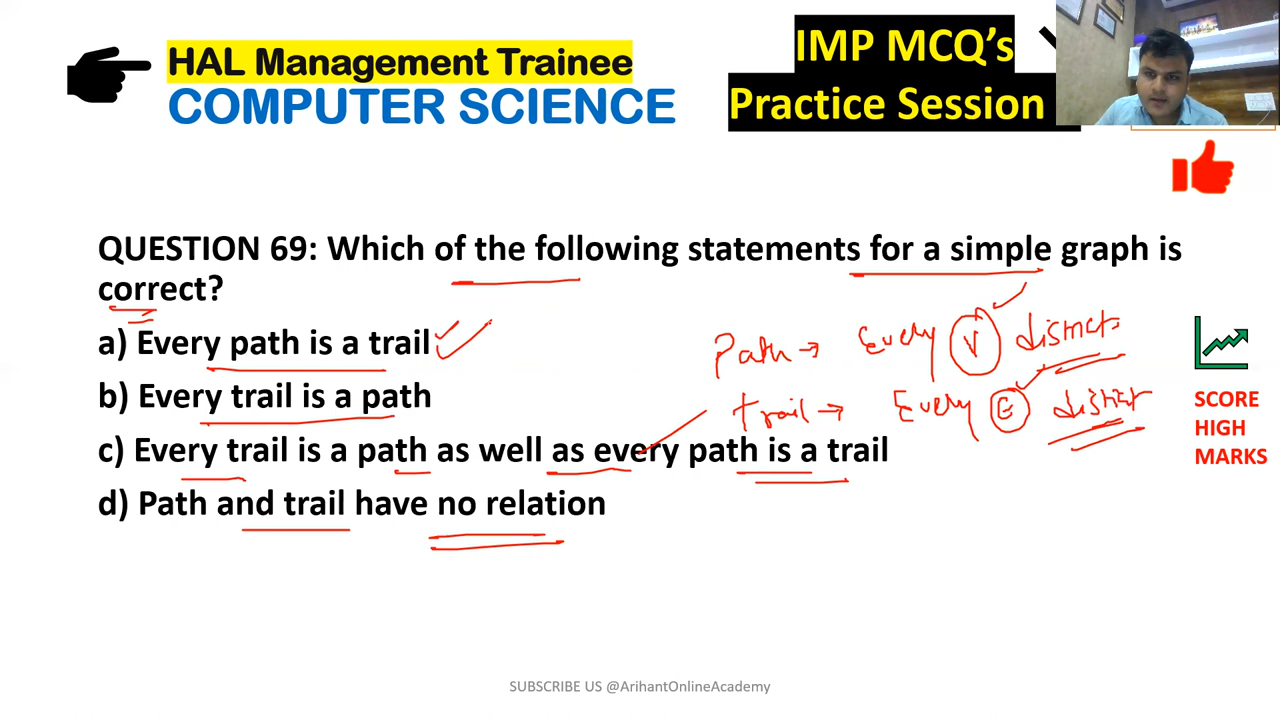 HAL Management Trainee
COMPUTER SCIENCE
IMP MCQ’s
Practice Session
QUESTION 69: Which of the following statements for a simple graph is
correct?
a) Every path is a trail
b) Every trail is a path
c) Every trail is a path as well as every path is a trail
d) Path and trail have no relation
Path → Every V distinct
trail → Every E distinct
SCORE
HIGH
MARKS
SUBSCRIBE US @ArihantOnlineAcademy